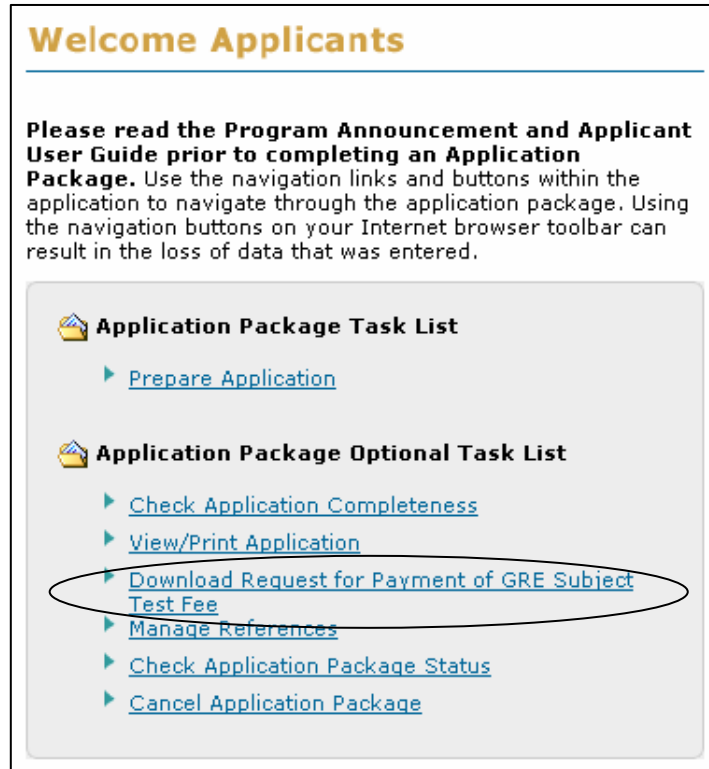 Welcome Applicants
Please read the Program Announcement and Applicant
User Guide prior to completing an Application
Package. Use the navigation links and buttons within the
application to navigate through the application package. Using
the navigation buttons on your Internet browser toolbar can
result in the loss of data that was entered.
Application Package Task List
Prepare Application
Application Package Optional Task List
Check Application Completeness
View/Print Application
Download Request for Payment of GRE Subject
Test Fee
Manage References
Check Application Package Status
Cancel Application Package